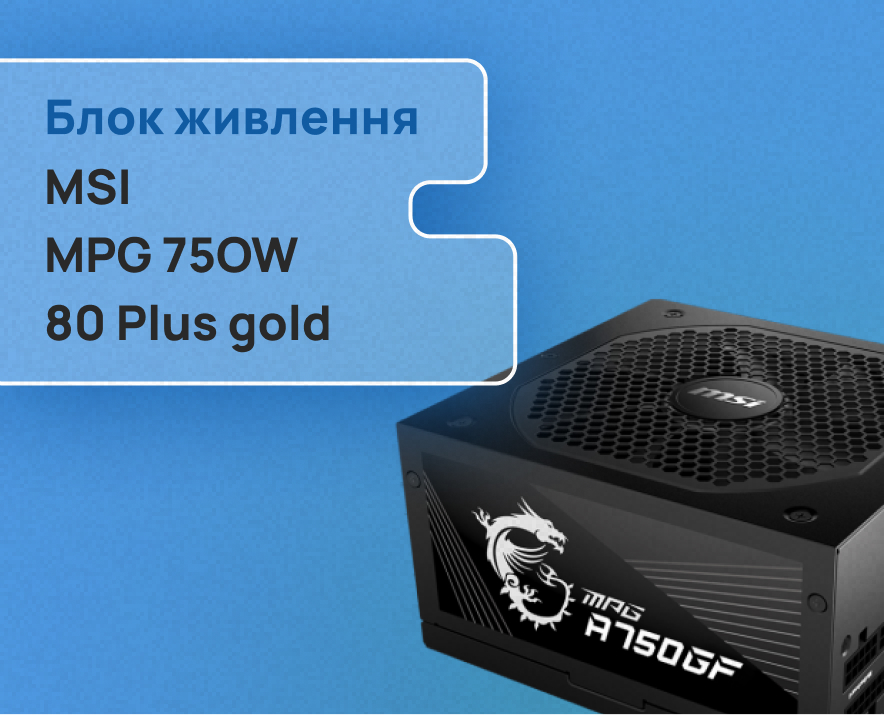 Блок живлення
MSI
MPG 750W
80 Plus gold
msi
MPG
A750GF